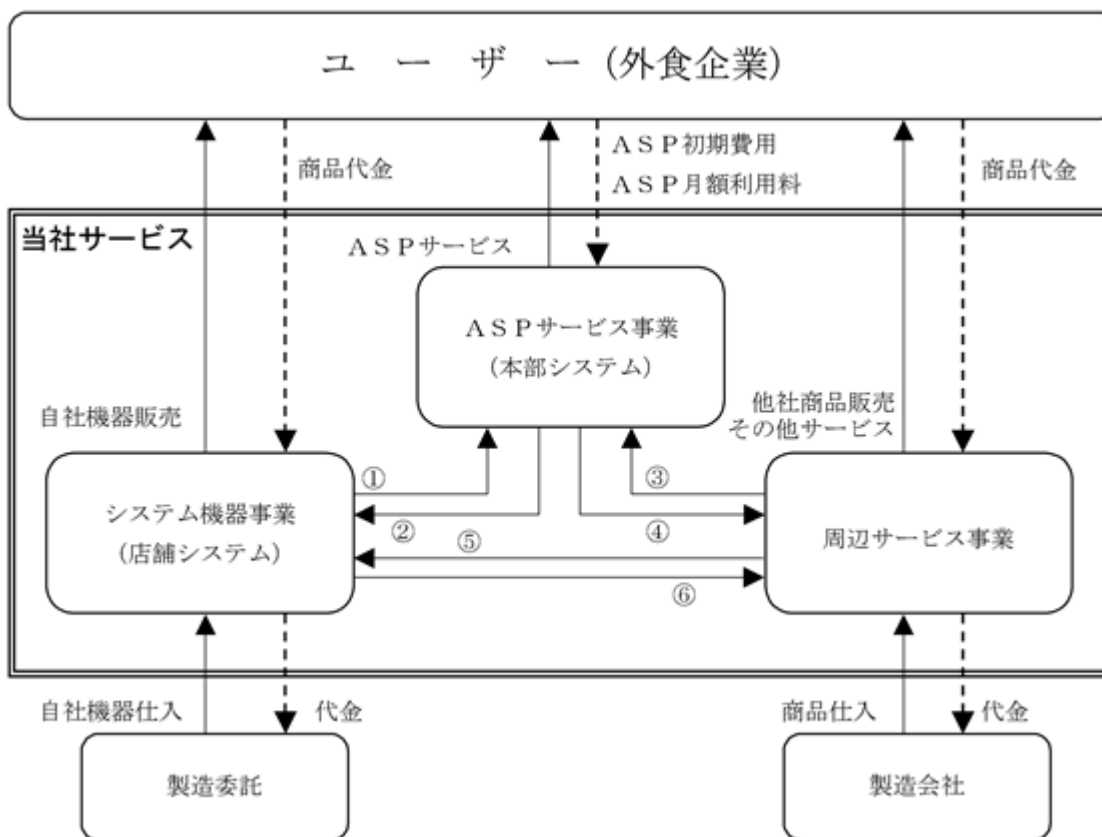 ユーザー(外食企業)
商品代金
ASP初期費用
ASP月額利用料
商品代金
当社サービス
ASPサービス
ASPサービス事業
(本部システム)
自社機器販売
他社商品販売
その他サービス
①
③
システム機器事業
(店舗システム)
②
⑤
④
周辺サービス事業
⑥
自社機器仕入
代金
商品仕入
代金
製造委託
製造会社